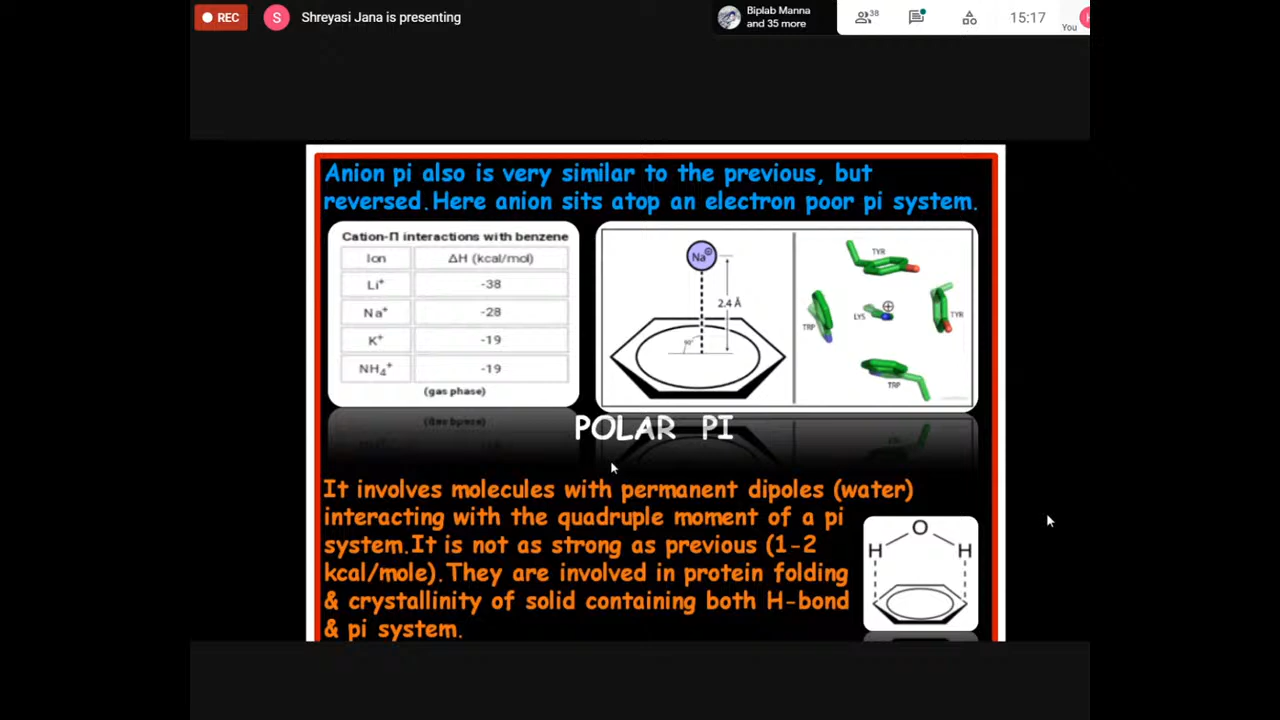 REC
S
Shreyasi Jana is presenting
Biplab Manna
and 35 more
38
15:17
You
Anion pi also is very similar to the previous, but
reversed.Here anion sits atop an electron poor pi system.
Cation-Π interactions with benzene
Ion ΔH (kcal/mol)
Li⁺ -38
Na⁺ -28
K⁺ -19
NH₄⁺ -19
(gas phase)
Na⊕
2.4 Å
90°
TYR
TRP
LYS
⊕
TYR
TRP
POLAR PI
It involves molecules with permanent dipoles (water)
interacting with the quadruple moment of a pi
system.It is not as strong as previous (1-2
kcal/mole).They are involved in protein folding
& crystallinity of solid containing both H-bond
& pi system.
O
H H